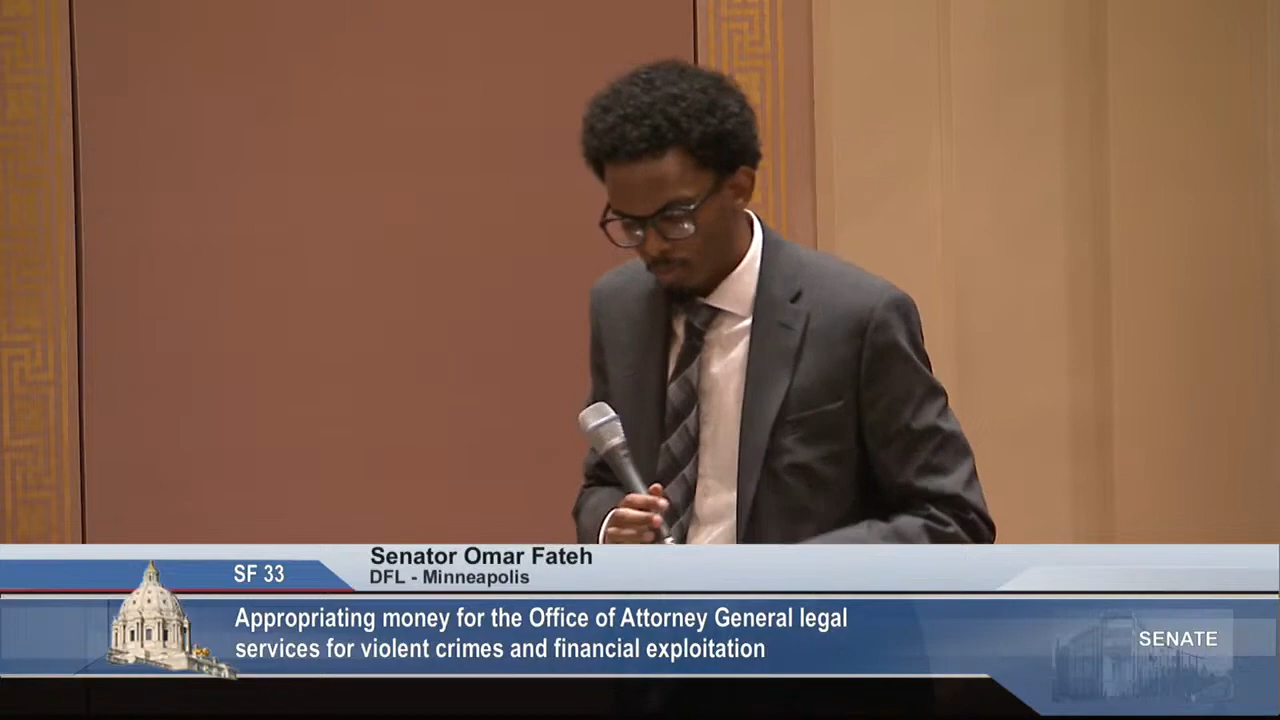 Senator Omar Fateh
SF 33
DFL - Minneapolis
Appropriating money for the Office of Attorney General legal
services for violent crimes and financial exploitation
SENATE